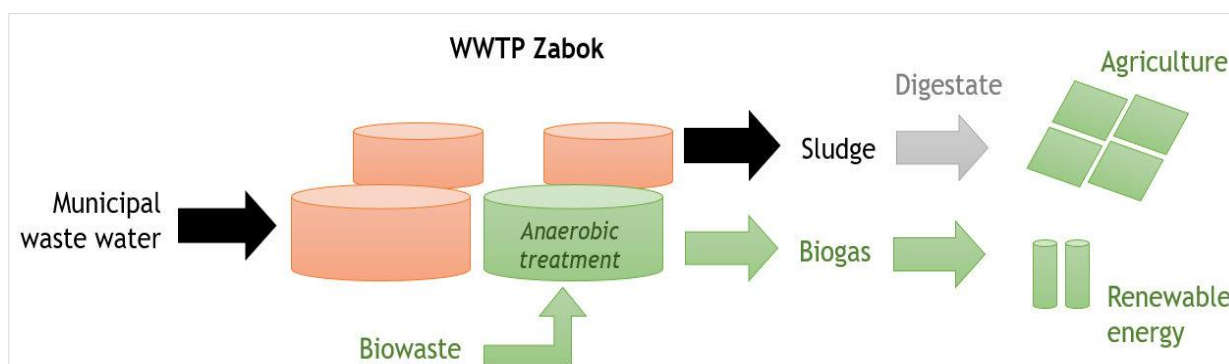 WWTP Zabok
Agriculture
Digestate
Sludge
Municipal
waste water
Anaerobic
treatment
Biogas
Renewable
energy
Biowaste